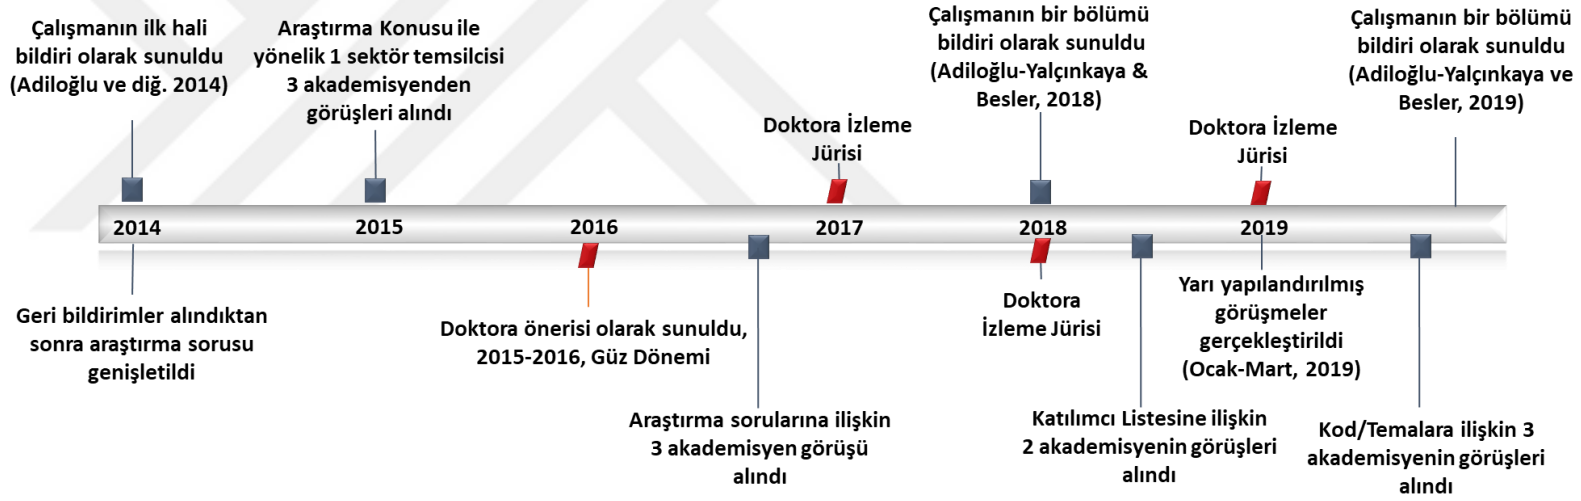 Çalışmanın ilk hali
bildiri olarak sunuldu
(Adiloğlu ve diğ. 2014)
Araştırma Konusu ile
yönelik 1 sektör temsilcisi
3 akademisyenden
görüşleri alındı
Doktora İzleme
Jürisi
Çalışmanın bir bölümü
bildiri olarak sunuldu
(Adiloğlu-Yalçınkaya &
Besler, 2018)
Doktora İzleme
Jürisi
Çalışmanın bir bölümü
bildiri olarak sunuldu
(Adiloğlu-Yalçınkaya ve
Besler, 2019)
2014
2015
2016
2017
2018
2019
Geri bildirimler alındıktan
sonra araştırma sorusu
genişletildi
Doktora önerisi olarak sunuldu,
2015-2016, Güz Dönemi
Araştırma sorularına ilişkin
3 akademisyen görüşü
alındı
Doktora
İzleme Jürisi
Katılımcı Listesine ilişkin
2 akademisyenin görüşleri
alındı
Yarı yapılandırılmış
görüşmeler
gerçekleştirildi
(Ocak-Mart, 2019)
Kod/Temalara ilişkin 3
akademisyenin görüşleri
alındı